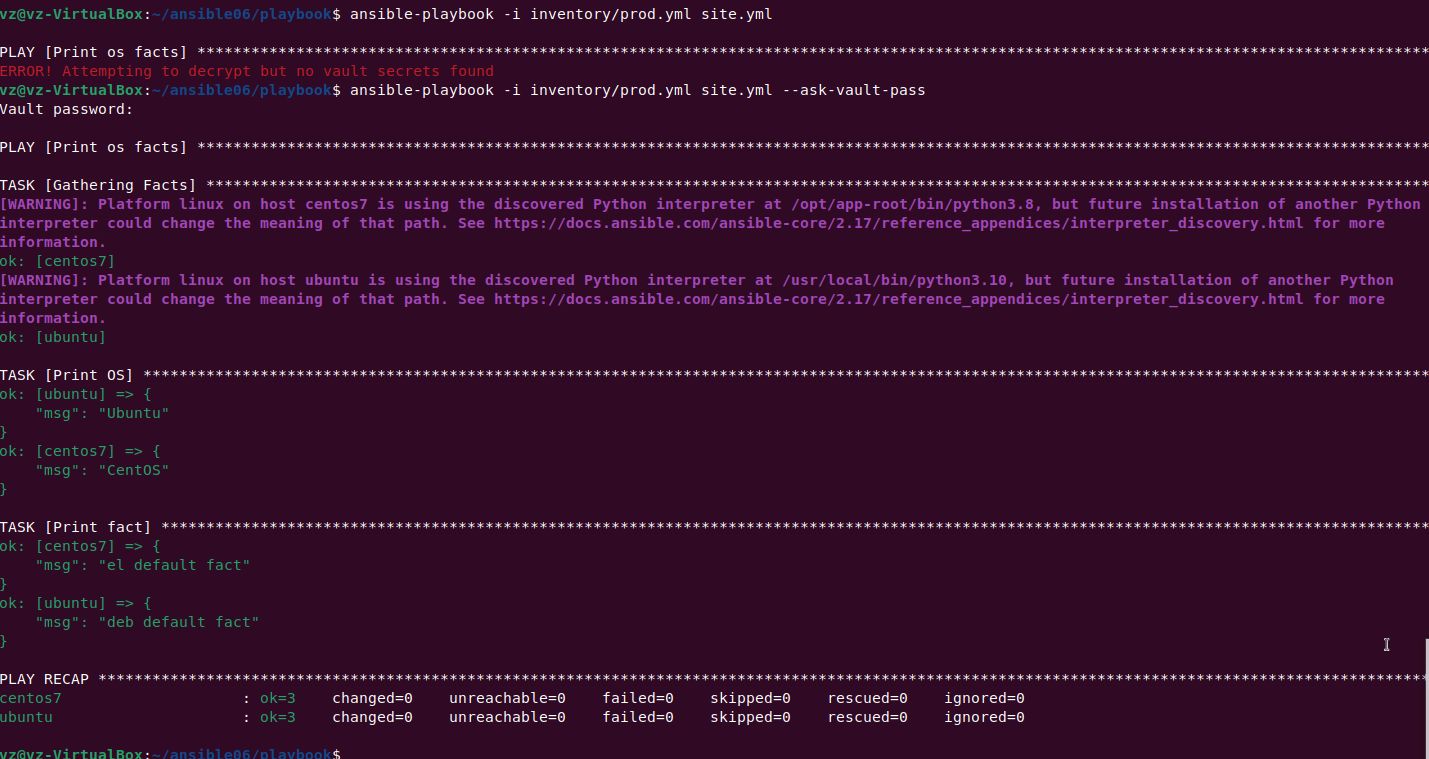 vz@vz-VirtualBox:~/ansible06/playbook$ ansible-playbook -i inventory/prod.yml site.yml
PLAY [Print os facts] ****************************************************************************************************************************************
ERROR! Attempting to decrypt but no vault secrets found
vz@vz-VirtualBox:~/ansible06/playbook$ ansible-playbook -i inventory/prod.yml site.yml --ask-vault-pass
Vault password:
PLAY [Print os facts] ****************************************************************************************************************************************
TASK [Gathering Facts] ***************************************************************************************************************************************
[WARNING]: Platform linux on host centos7 is using the discovered Python interpreter at /opt/app-root/bin/python3.8, but future installation of another Python
interpreter could change the meaning of that path. See https://docs.ansible.com/ansible-core/2.17/reference_appendices/interpreter_discovery.html for more
information.
ok: [centos7]
[WARNING]: Platform linux on host ubuntu is using the discovered Python interpreter at /usr/local/bin/python3.10, but future installation of another Python
interpreter could change the meaning of that path. See https://docs.ansible.com/ansible-core/2.17/reference_appendices/interpreter_discovery.html for more
information.
ok: [ubuntu]
TASK [Print OS] **********************************************************************************************************************************************
ok: [ubuntu] => {
    "msg": "Ubuntu"
}
ok: [centos7] => {
    "msg": "CentOS"
}
TASK [Print fact] ********************************************************************************************************************************************
ok: [centos7] => {
    "msg": "el default fact"
}
ok: [ubuntu] => {
    "msg": "deb default fact"
}
PLAY RECAP ***************************************************************************************************************************************************
centos7                    : ok=3    changed=0    unreachable=0    failed=0    skipped=0    rescued=0    ignored=0
ubuntu                     : ok=3    changed=0    unreachable=0    failed=0    skipped=0    rescued=0    ignored=0
vz@vz-VirtualBox:~/ansible06/playbook$